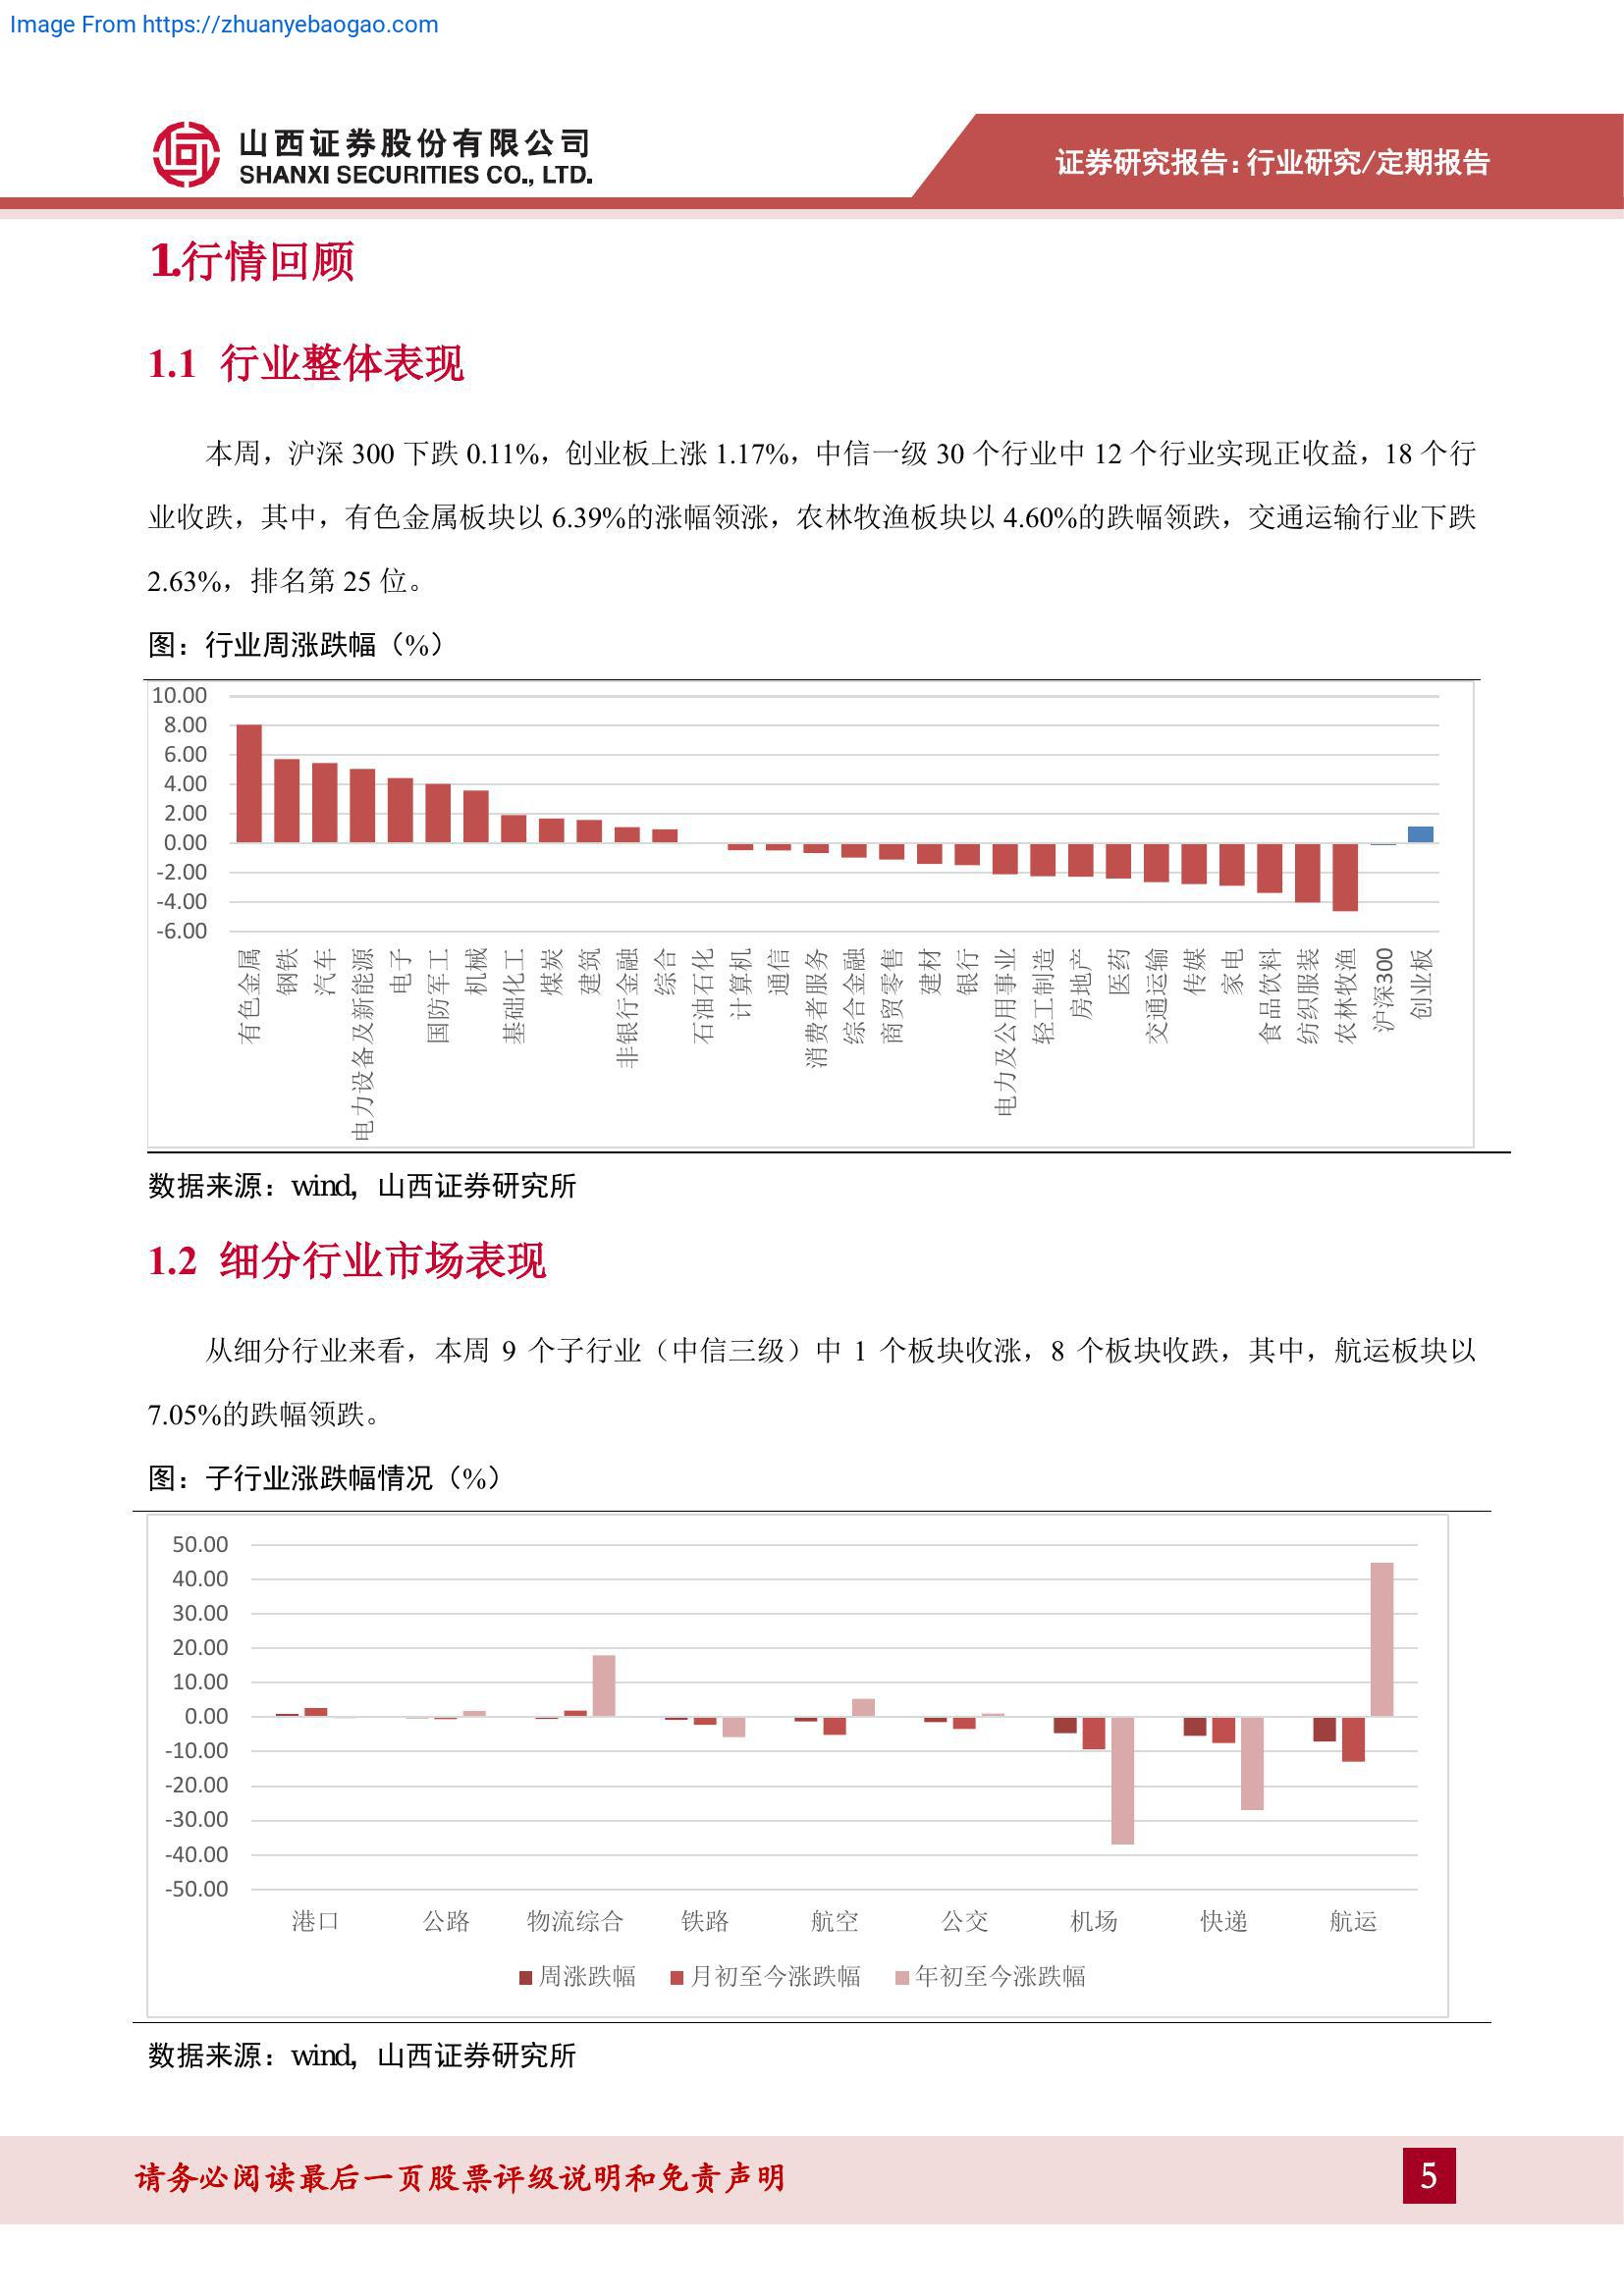 Image From https://zhuanyebaogao.com
山西证券股份有限公司
SHANXI SECURITIES CO., LTD.
证券研究报告：行业研究/定期报告
1.行情回顾
1.1 行业整体表现
本周，沪深 300 下跌 0.11%，创业板上涨 1.17%，中信一级 30 个行业中 12 个行业实现正收益，18 个行
业收跌，其中，有色金属板块以 6.39%的涨幅领涨，农林牧渔板块以 4.60%的跌幅领跌，交通运输行业下跌
2.63%，排名第 25 位。
图：行业周涨跌幅（%）
10.00
8.00
6.00
4.00
2.00
0.00
-2.00
-4.00
-6.00
有色金属
钢铁
汽车
电力设备及新能源
电子
国防军工
机械
基础化工
煤炭
建筑
非银行金融
综合
石油石化
计算机
通信
消费者服务
综合金融
商贸零售
建材
银行
电力及公用事业
轻工制造
房地产
医药
交通运输
传媒
家电
食品饮料
纺织服装
农林牧渔
沪深300
创业板
数据来源：wind，山西证券研究所
1.2 细分行业市场表现
从细分行业来看，本周 9 个子行业（中信三级）中 1 个板块收涨，8 个板块收跌，其中，航运板块以
7.05%的跌幅领跌。
图：子行业涨跌幅情况（%）
50.00
40.00
30.00
20.00
10.00
0.00
-10.00
-20.00
-30.00
-40.00
-50.00
港口 公路 物流综合 铁路 航空 公交 机场 快递 航运
周涨跌幅 月初至今涨跌幅 年初至今涨跌幅
数据来源：wind，山西证券研究所
请务必阅读最后一页股票评级说明和免责声明
5